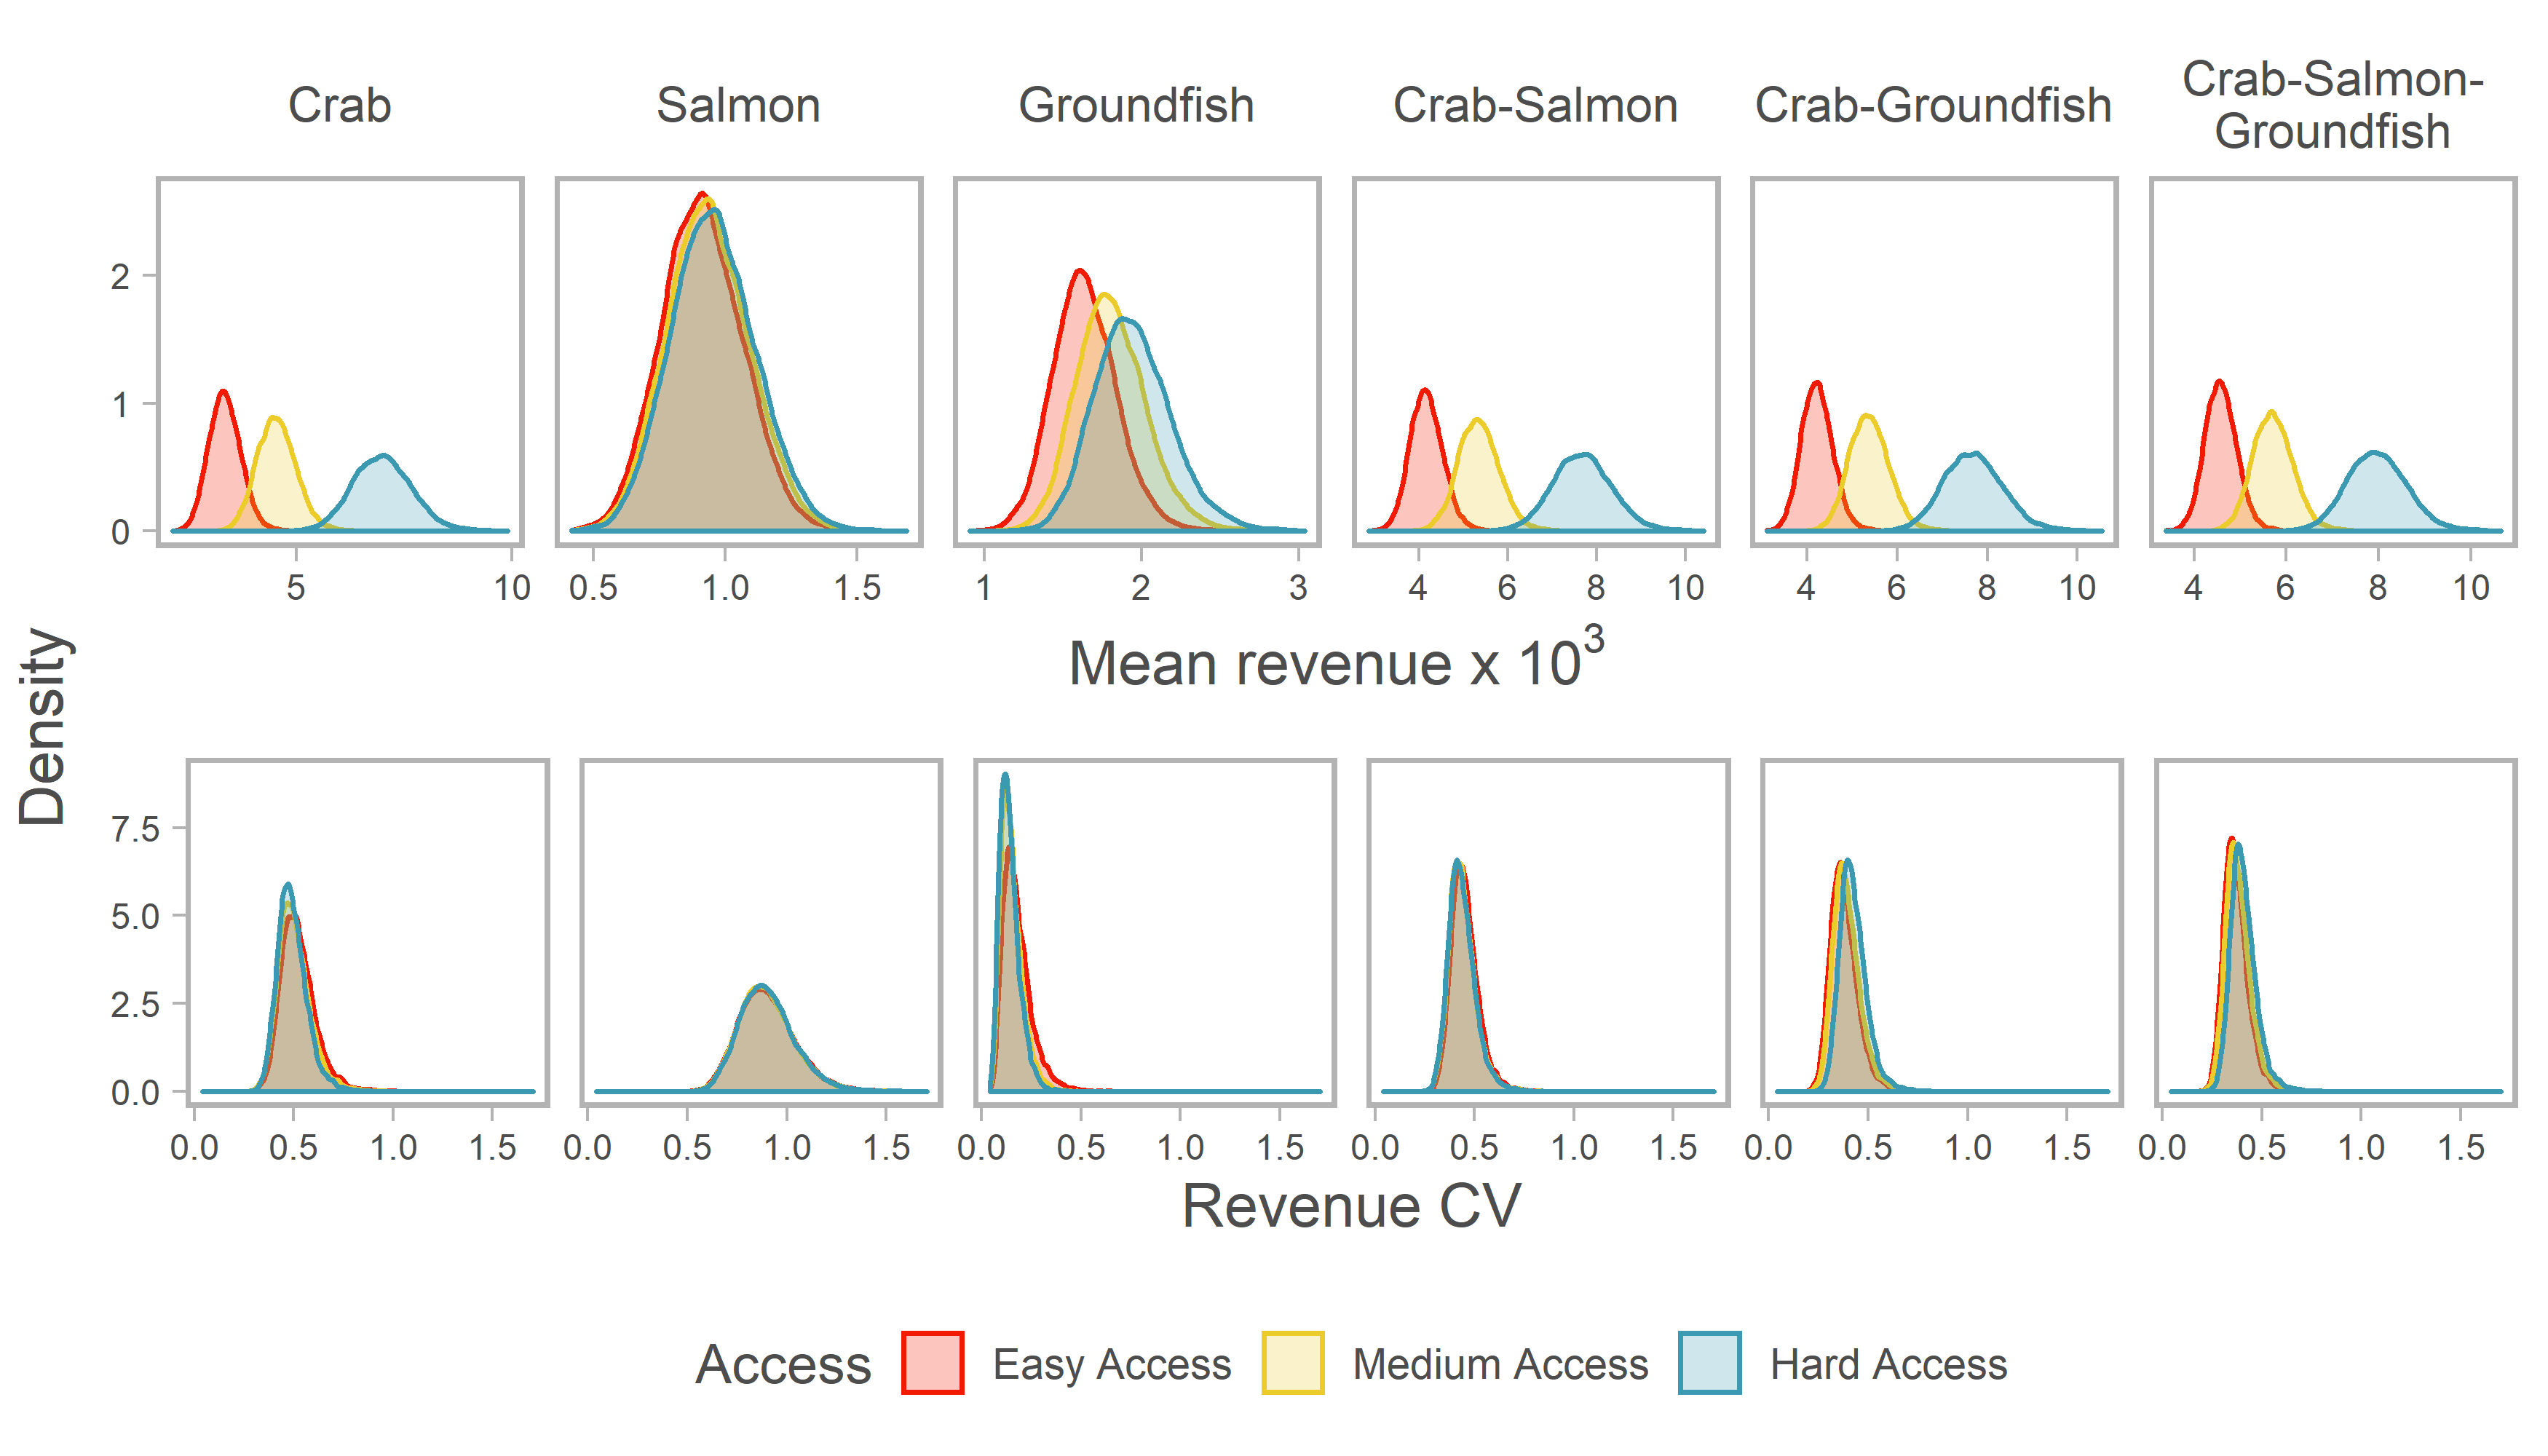 Crab
Salmon
Groundfish
Crab-Salmon
Crab-Groundfish
Crab-Salmon-
Groundfish
2
1
0
5 10
0.5 1.0 1.5
1 2 3
4 6 8 10
4 6 8 10
4 6 8 10
Mean revenue x 10³
Density
7.5
5.0
2.5
0.0
0.0 0.5 1.0 1.5
0.0 0.5 1.0 1.5
0.0 0.5 1.0 1.5
0.0 0.5 1.0 1.5
0.0 0.5 1.0 1.5
0.0 0.5 1.0 1.5
Revenue CV
Access Easy Access Medium Access Hard Access